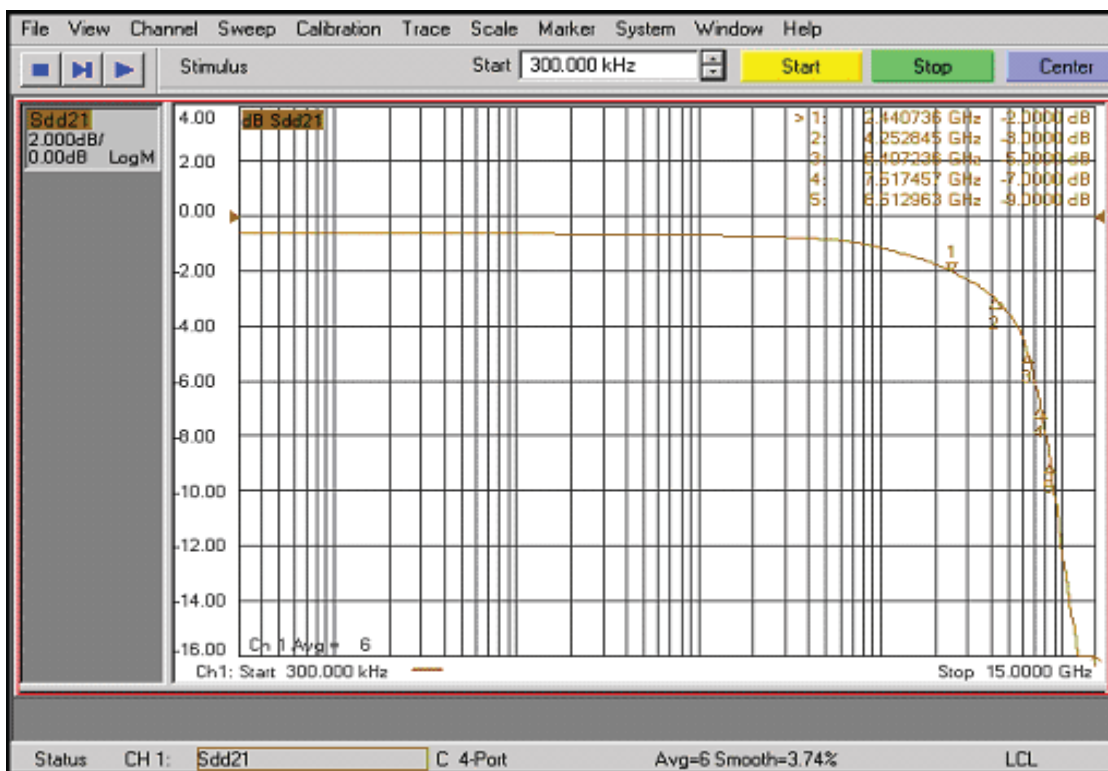 File View Channel Sweep Calibration Trace Scale Marker System Window Help
Stimulus Start 300.000 kHz Start Stop Center
Sdd21
2.000dB/
0.00dB LogM
dB Sdd21
4.00
2.00
0.00
-2.00
-4.00
-6.00
-8.00
-10.00
-12.00
-14.00
-16.00
> 1: 2.440736 GHz -2.0000 dB
2: 4.252845 GHz -3.0000 dB
3: 6.407236 GHz -5.0000 dB
4: 7.517457 GHz -7.0000 dB
5: 8.512963 GHz -9.0000 dB
1
2
3
4
Ch 1 Avg = 6
Ch1: Start 300.000 kHz
Stop 15.0000 GHz
Status CH 1: Sdd21 C 4-Port Avg=6 Smooth=3.74% LCL